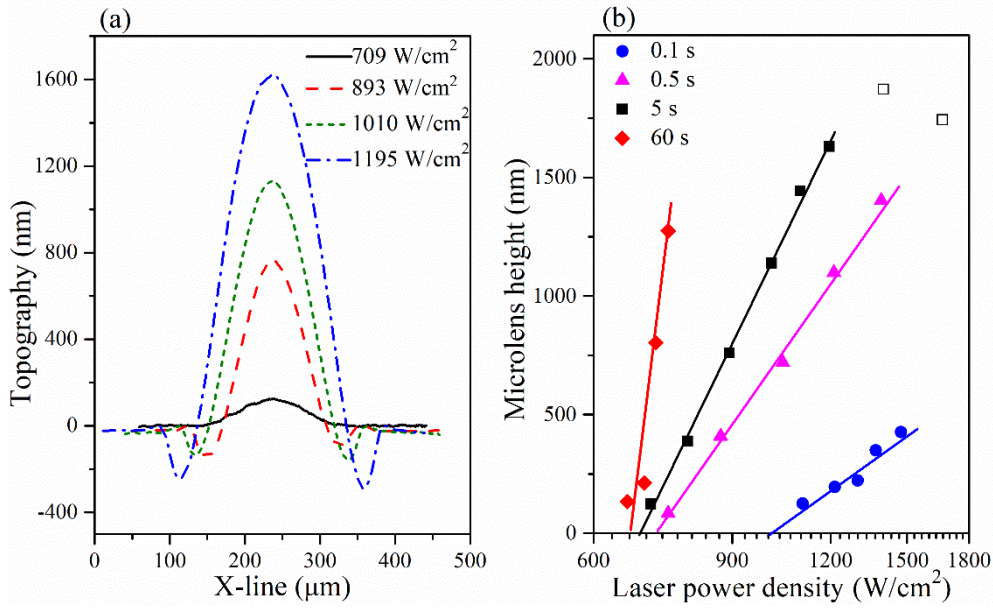 (a)
709 W/cm²
893 W/cm²
1010 W/cm²
1195 W/cm²
1600
1200
800
400
0
-400
Topography (nm)
0
100
200
300
400
500
X-line (μm)
(b)
0.1 s
0.5 s
5 s
60 s
2000
1500
1000
500
0
Microlens height (nm)
600
900
1200
1500
1800
Laser power density (W/cm²)